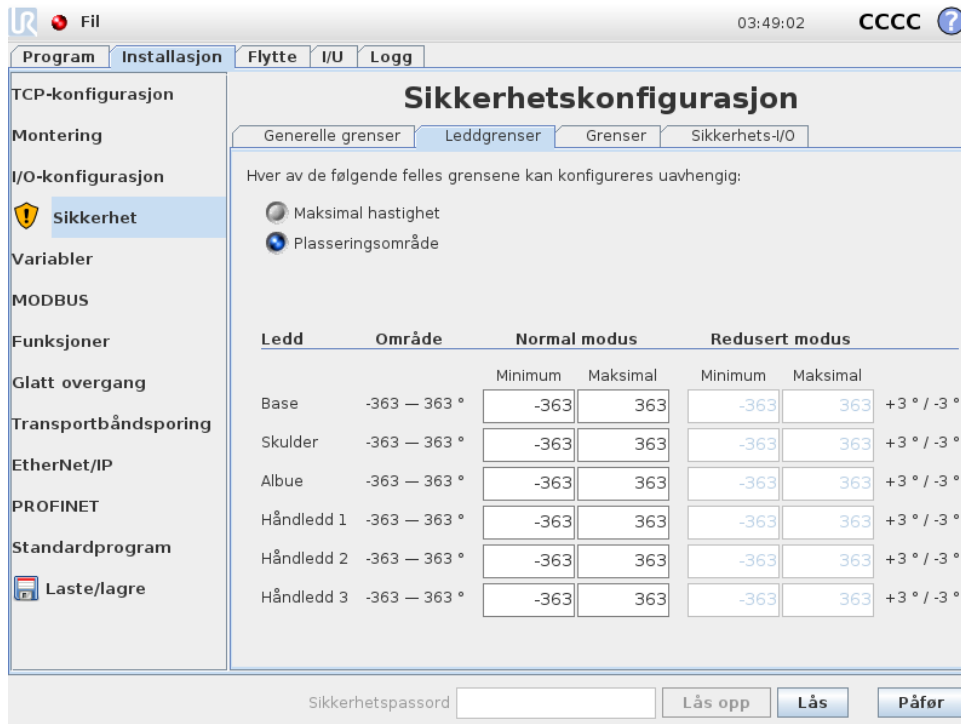 UR Fil 03:49:02 CCCC ?
Program Installasjon Flytte I/U Logg
TCP-konfigurasjon
Montering
I/O-konfigurasjon
Sikkerhet
Variabler
MODBUS
Funksjoner
Glatt overgang
Transportbåndsporing
EtherNet/IP
PROFINET
Standardprogram
Laste/lagre
Sikkerhetskonfigurasjon
Generelle grenser Leddgrenser Grenser Sikkerhets-I/O
Hver av de følgende felles grensene kan konfigureres uavhengig:
Maksimal hastighet
Plasseringsområde
Ledd Område Normal modus Redusert modus
Minimum Maksimal Minimum Maksimal
Base -363 — 363 ° -363 363 -363 363 +3 ° / -3 °
Skulder -363 — 363 ° -363 363 -363 363 +3 ° / -3 °
Albue -363 — 363 ° -363 363 -363 363 +3 ° / -3 °
Håndledd 1 -363 — 363 ° -363 363 -363 363 +3 ° / -3 °
Håndledd 2 -363 — 363 ° -363 363 -363 363 +3 ° / -3 °
Håndledd 3 -363 — 363 ° -363 363 -363 363 +3 ° / -3 °
Sikkerhetspassord Lås opp Lås Påfør